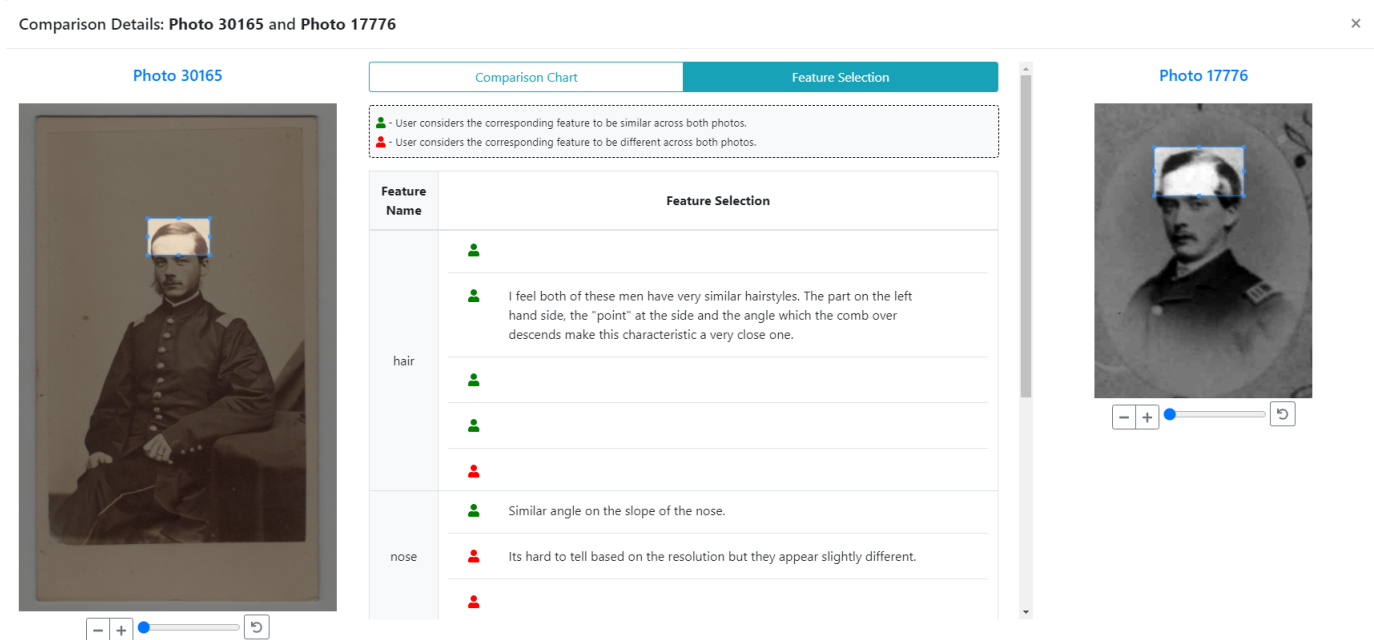 Comparison Details: Photo 30165 and Photo 17776
×
Photo 30165
Comparison Chart
Feature Selection
Photo 17776
- User considers the corresponding feature to be similar across both photos.
- User considers the corresponding feature to be different across both photos.
Feature
Name
Feature Selection
hair
I feel both of these men have very similar hairstyles. The part on the left
hand side, the "point" at the side and the angle which the comb over
descends make this characteristic a very close one.
nose
Similar angle on the slope of the nose.
Its hard to tell based on the resolution but they appear slightly different.